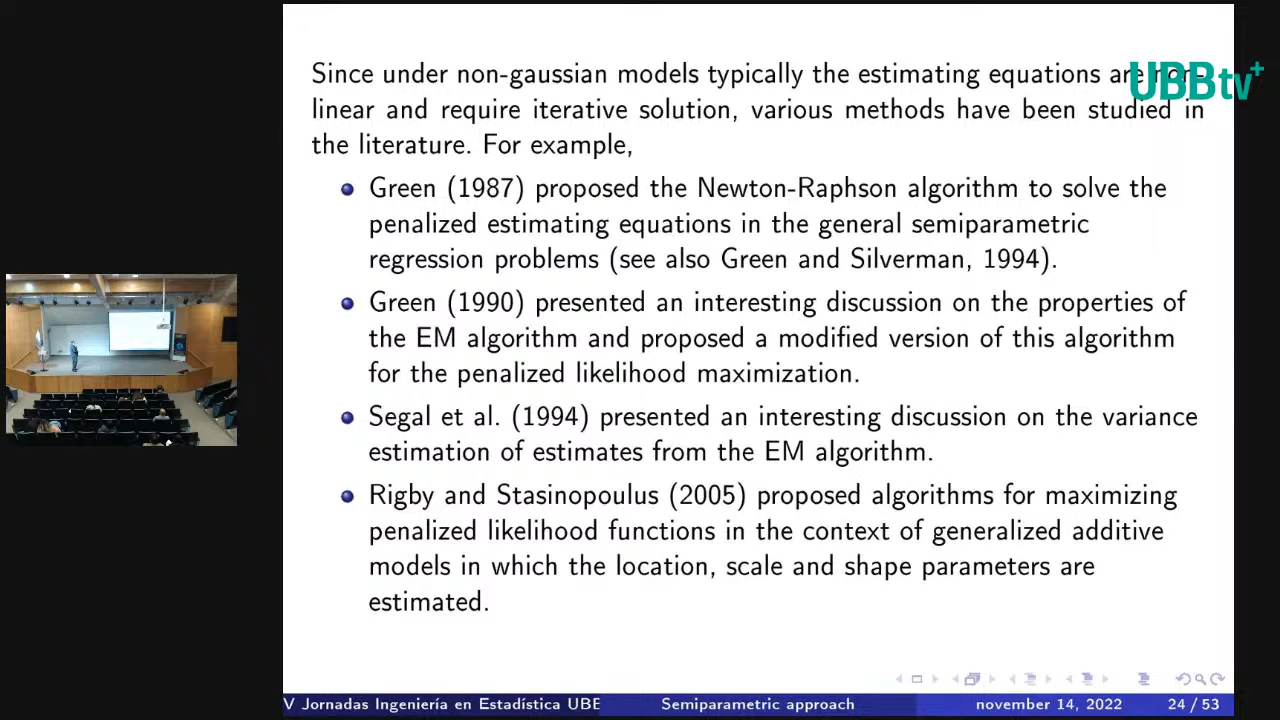 Since under non-gaussian models typically the estimating equations are non-
linear and require iterative solution, various methods have been studied in
the literature. For example,
Green (1987) proposed the Newton-Raphson algorithm to solve the
penalized estimating equations in the general semiparametric
regression problems (see also Green and Silverman, 1994).
Green (1990) presented an interesting discussion on the properties of
the EM algorithm and proposed a modified version of this algorithm
for the penalized likelihood maximization.
Segal et al. (1994) presented an interesting discussion on the variance
estimation of estimates from the EM algorithm.
Rigby and Stasinopoulus (2005) proposed algorithms for maximizing
penalized likelihood functions in the context of generalized additive
models in which the location, scale and shape parameters are
estimated.
UBBtv+
V Jornadas Ingeniería en Estadística UBE Semiparametric approach november 14, 2022 24 / 53